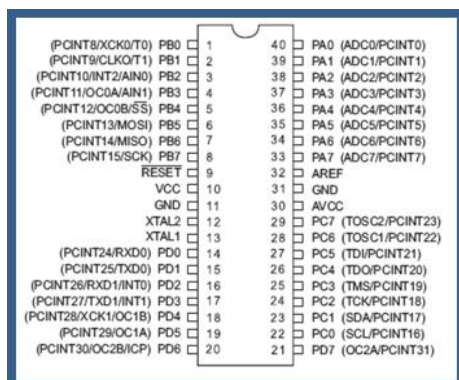 (PCINT8/XCK0/T0) PB0 1 40 PA0 (ADC0/PCINT0)
(PCINT9/CLKO/T1) PB1 2 39 PA1 (ADC1/PCINT1)
(PCINT10/INT2/AIN0) PB2 3 38 PA2 (ADC2/PCINT2)
(PCINT11/OC0A/AIN1) PB3 4 37 PA3 (ADC3/PCINT3)
(PCINT12/OC0B/SS) PB4 5 36 PA4 (ADC4/PCINT4)
(PCINT13/MOSI) PB5 6 35 PA5 (ADC5/PCINT5)
(PCINT14/MISO) PB6 7 34 PA6 (ADC6/PCINT6)
(PCINT15/SCK) PB7 8 33 PA7 (ADC7/PCINT7)
RESET 9 32 AREF
VCC 10 31 GND
GND 11 30 AVCC
XTAL2 12 29 PC7 (TOSC2/PCINT23)
XTAL1 13 28 PC6 (TOSC1/PCINT22)
(PCINT24/RXD0) PD0 14 27 PC5 (TDI/PCINT21)
(PCINT25/TXD0) PD1 15 26 PC4 (TDO/PCINT20)
(PCINT26/RXD1/INT0) PD2 16 25 PC3 (TMS/PCINT19)
(PCINT27/TXD1/INT1) PD3 17 24 PC2 (TCK/PCINT18)
(PCINT28/XCK1/OC1B) PD4 18 23 PC1 (SDA/PCINT17)
(PCINT29/OC1A) PD5 19 22 PC0 (SCL/PCINT16)
(PCINT30/OC2B/ICP) PD6 20 21 PD7 (OC2A/PCINT31)